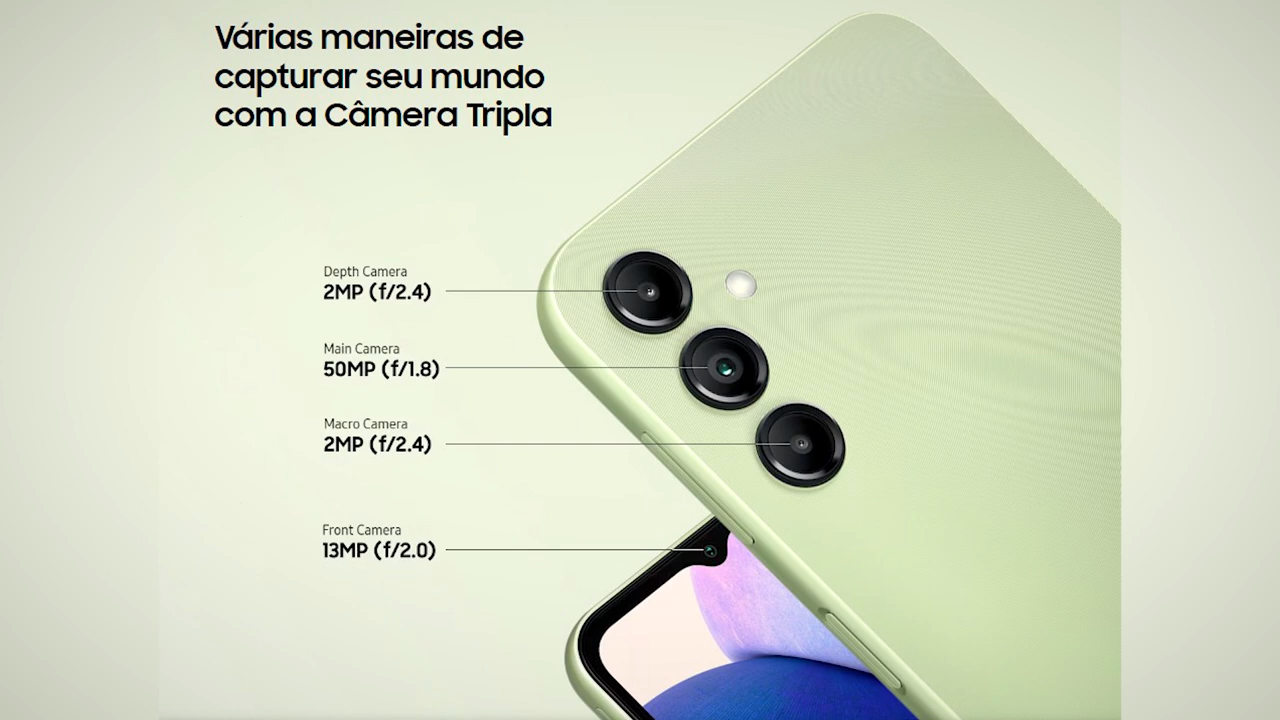 Várias maneiras de
capturar seu mundo
com a Câmera Tripla
Depth Camera
2MP (f/2.4)
Main Camera
50MP (f/1.8)
Macro Camera
2MP (f/2.4)
Front Camera
13MP (f/2.0)